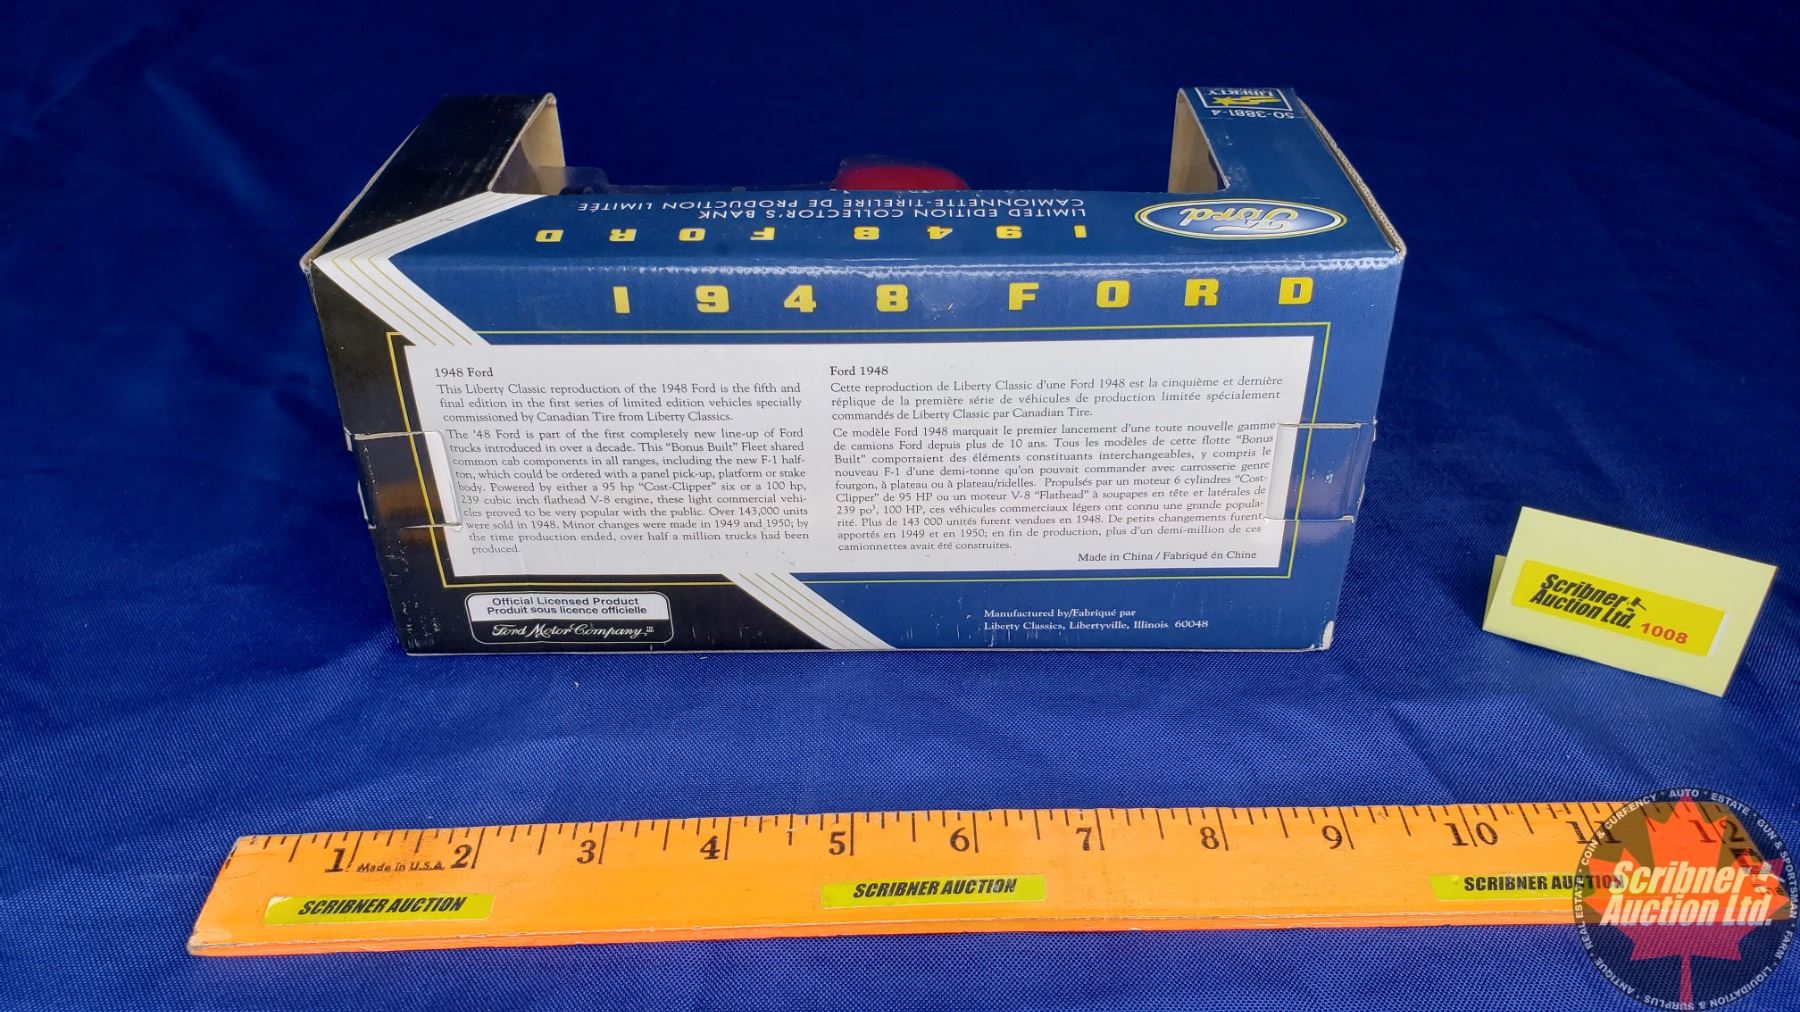 LIBERTY
50-3881-4
Ford
LIMITED EDITION COLLECTOR'S BANK
CAMIONNETTE-TIRELIRE DE PRODUCTION LIMITÉE
1948 FORD
1948 FORD
1948 Ford
This Liberty Classic reproduction of the 1948 Ford is the fifth and
final edition in the first series of limited edition vehicles specially
commissioned by Canadian Tire from Liberty Classics.
The '48 Ford is part of the first completely new line-up of Ford
trucks introduced in over a decade. This "Bonus Built" Fleet shared
common cab components in all ranges, including the new F-1 half-
ton, which could be ordered with a panel pick-up, platform or stake
body. Powered by either a 95 hp "Cost-Clipper" six or a 100 hp,
239 cubic inch flathead V-8 engine, these light commercial vehi-
cles proved to be very popular with the public. Over 143,000 units
were sold in 1948. Minor changes were made in 1949 and 1950; by
the time production ended, over half a million trucks had been
produced.
Ford 1948
Cette reproduction de Liberty Classic d'une Ford 1948 est la cinquième et dernière
réplique de la première série de véhicules de production limitée spécialement
commandés de Liberty Classic par Canadian Tire.
Ce modèle Ford 1948 marquait le premier lancement d'une toute nouvelle gamme
de camions Ford depuis plus de 10 ans. Tous les modèles de cette flotte "Bonus
Built" comportaient des éléments constituants interchangeables, y compris le
nouveau F-1 d'une demi-tonne qu'on pouvait commander avec carrosserie genre
fourgon, à plateau ou à plateau/ridelles. Propulsés par un moteur 6 cylindres "Cost-
Clipper" de 95 HP ou un moteur V-8 "Flathead" à soupapes en tête et latérales de
239 po³, 100 HP, ces véhicules commerciaux légers ont connu une grande popula-
rité. Plus de 143 000 unités furent vendues en 1948. De petits changements furent
apportés en 1949 et en 1950; en fin de production, plus d'un demi-million de ces
camionnettes avait été construites.
Made in China / Fabriqué én Chine
Official Licensed Product
Produit sous licence officielle
Ford Motor Company™
Manufactured by/Fabriqué par
Liberty Classics, Libertyville, Illinois 60048
Scribner
Auction Ltd. 1008
1 2 3 4 5 6 7 8 9 10 11 12
Made in U.S.A.
SCRIBNER AUCTION
SCRIBNER AUCTION
SCRIBNER AUCTION
Scribner
Auction Ltd.
COIN & CURRENCY • AUTO • ESTATE • GUN & SPORTSMAN • FARM • LIQUIDATION & SURPLUS • ANTIQUE • REAL ESTATE